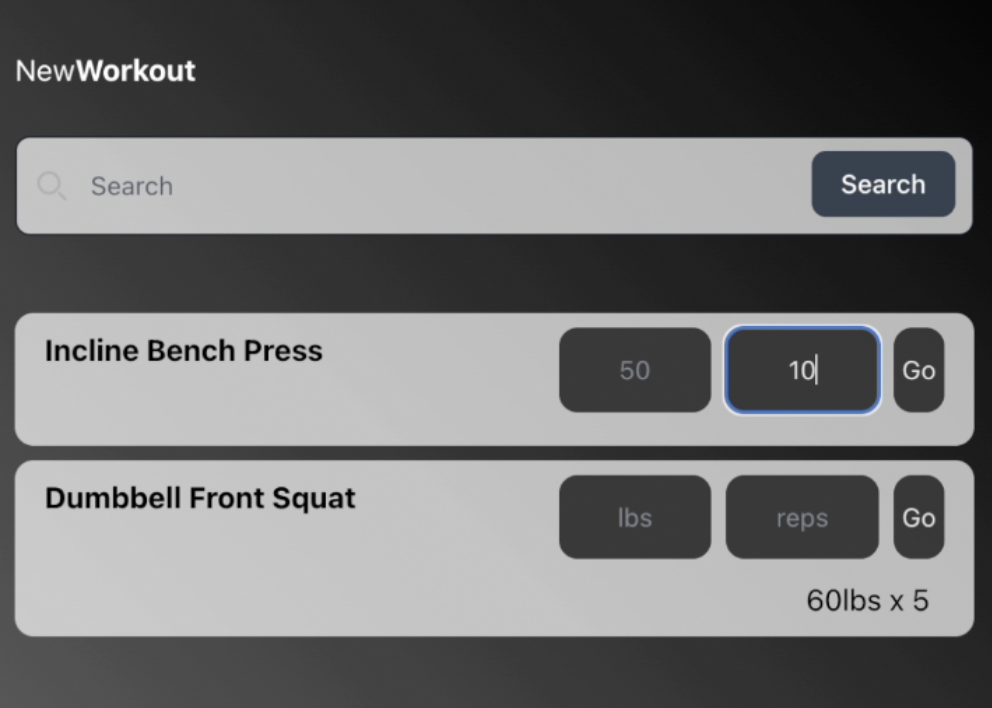 NewWorkout
Search Search
Incline Bench Press 50 10 Go
Dumbbell Front Squat lbs reps Go
60lbs x 5